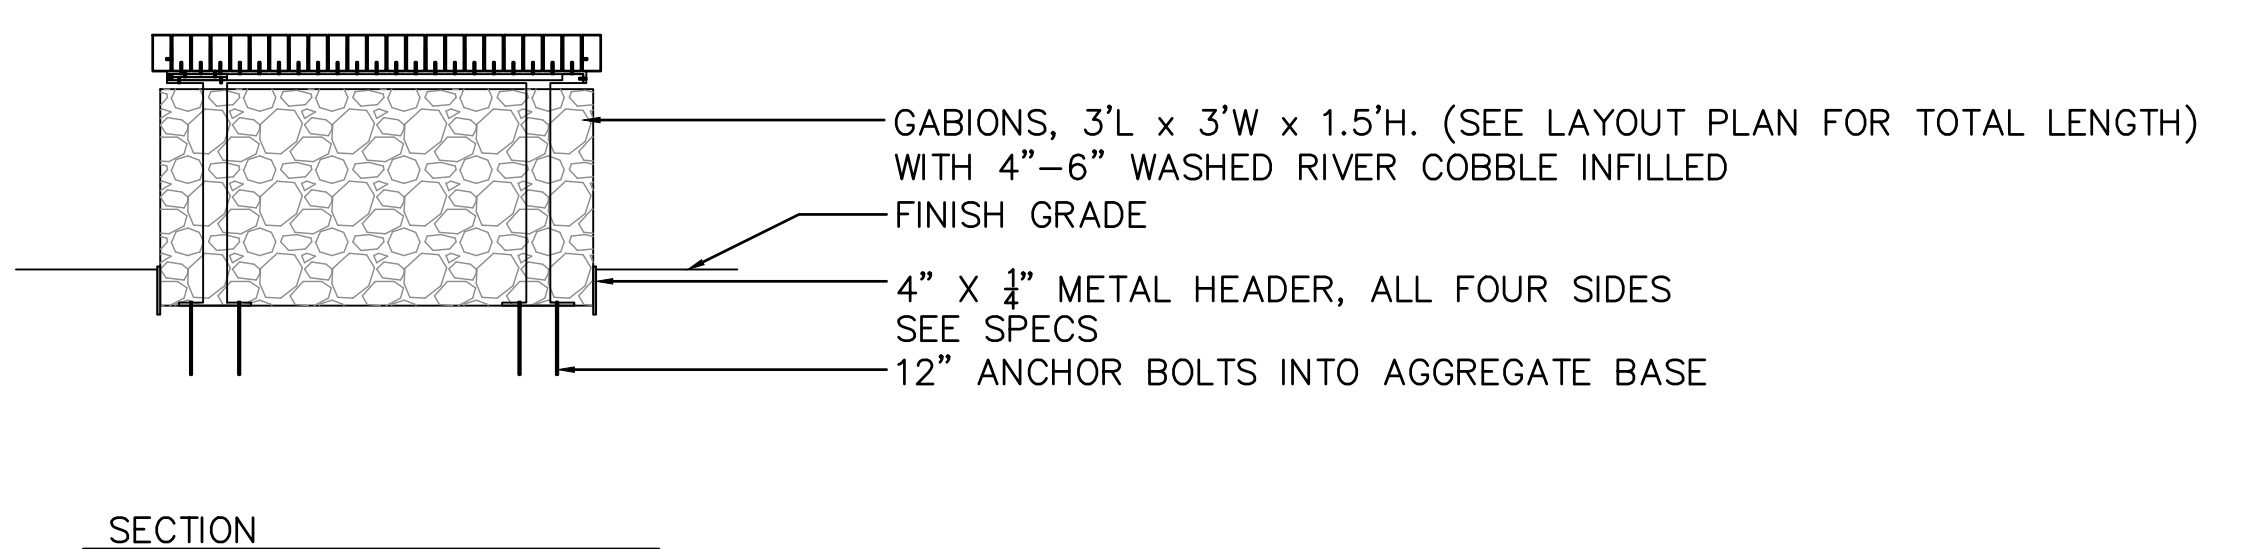 GABIONS, 3'L x 3'W x 1.5'H. (SEE LAYOUT PLAN FOR TOTAL LENGTH)
WITH 4”–6” WASHED RIVER COBBLE INFILLED
FINISH GRADE
4” X 1/4” METAL HEADER, ALL FOUR SIDES
SEE SPECS
12” ANCHOR BOLTS INTO AGGREGATE BASE
SECTION